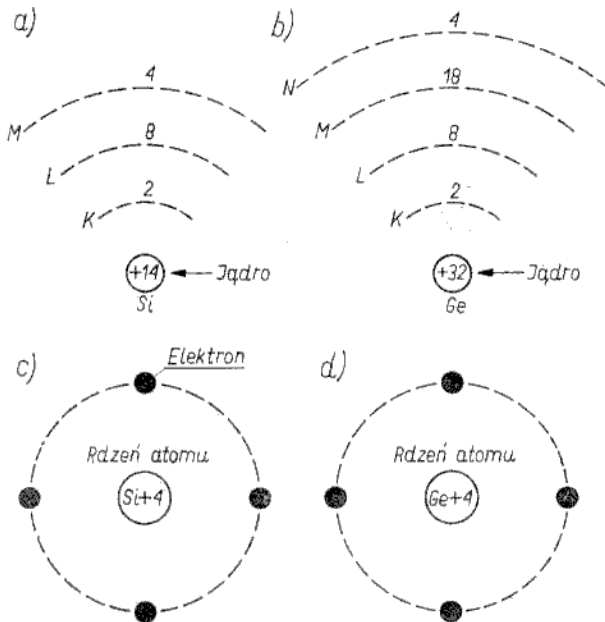 a)
4
M
8
L
2
K
+14
Jądro
Si
b)
4
N
18
M
8
L
2
K
+32
Jądro
Ge
c)
Elektron
Rdzeń atomu
Si+4
d)
Rdzeń atomu
Ge+4